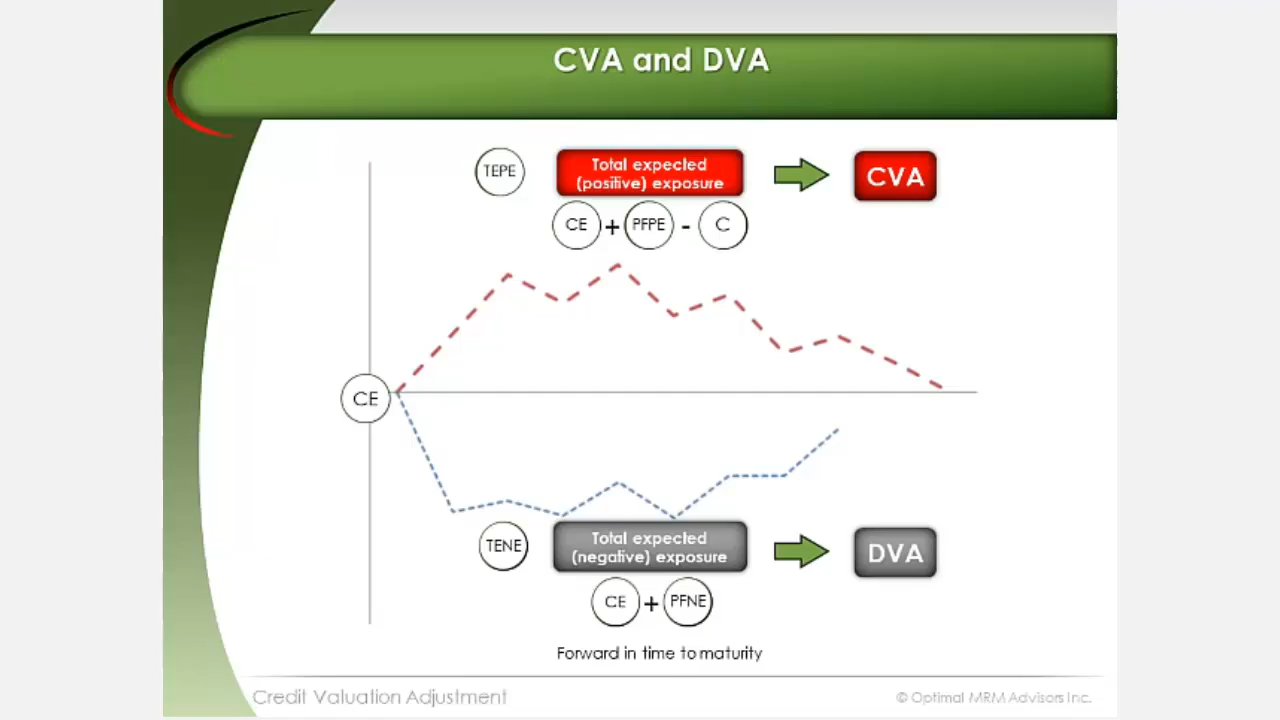 CVA and DVA
TEPE
Total expected
(positive) exposure
CVA
CE + PFPE - C
CE
TENE
Total expected
(negative) exposure
DVA
CE + PFNE
Forward in time to maturity
Credit Valuation Adjustment
© Optimal MRM Advisors Inc.